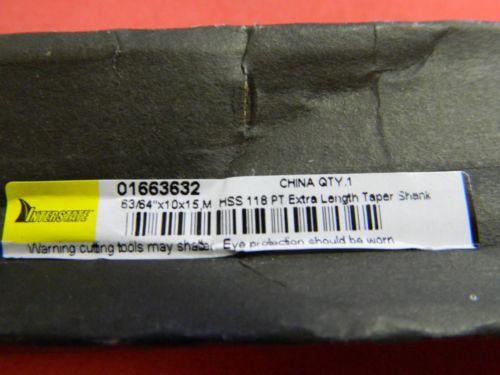 INTERSTATE
01663632 CHINA QTY.1
63/64"x10x15,M HSS 118 PT Extra Length Taper Shank
Warning cutting tools may shatter. Eye protection should be worn